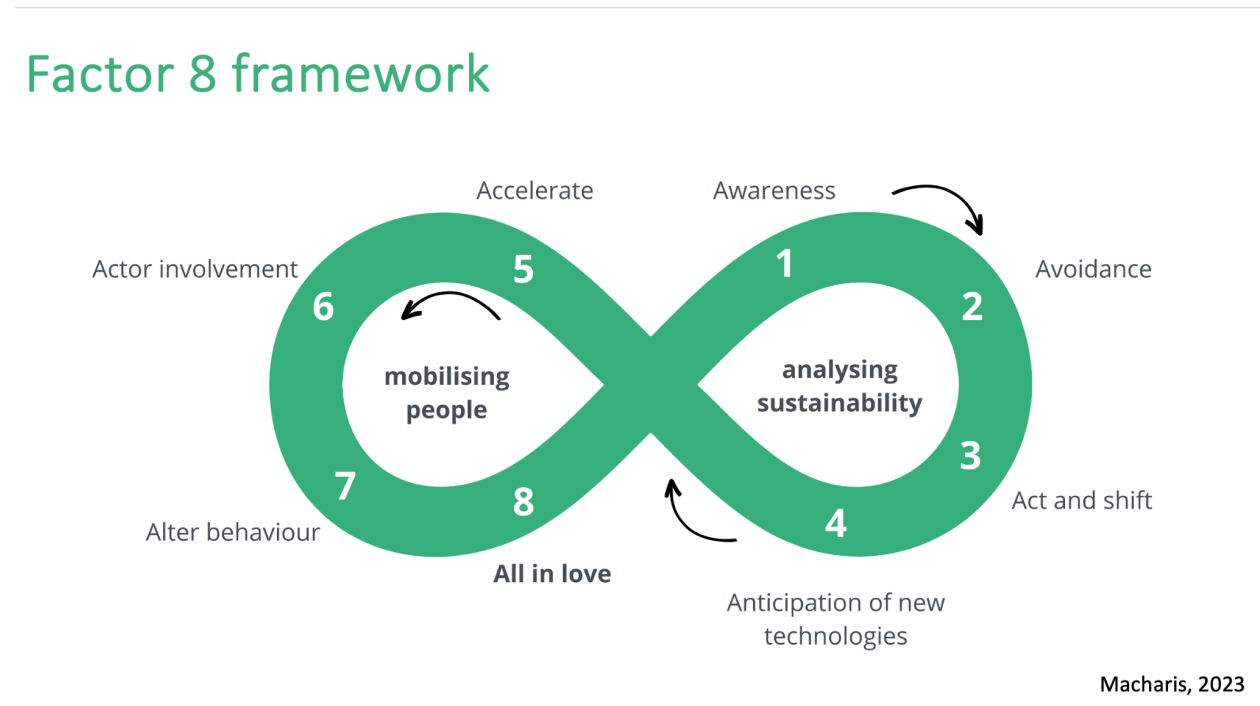 Factor 8 framework
Accelerate
Awareness
Actor involvement
Avoidance
5
1
6
2
mobilising
people
analysing
sustainability
7
3
8
4
Act and shift
Alter behaviour
All in love
Anticipation of new
technologies
Macharis, 2023